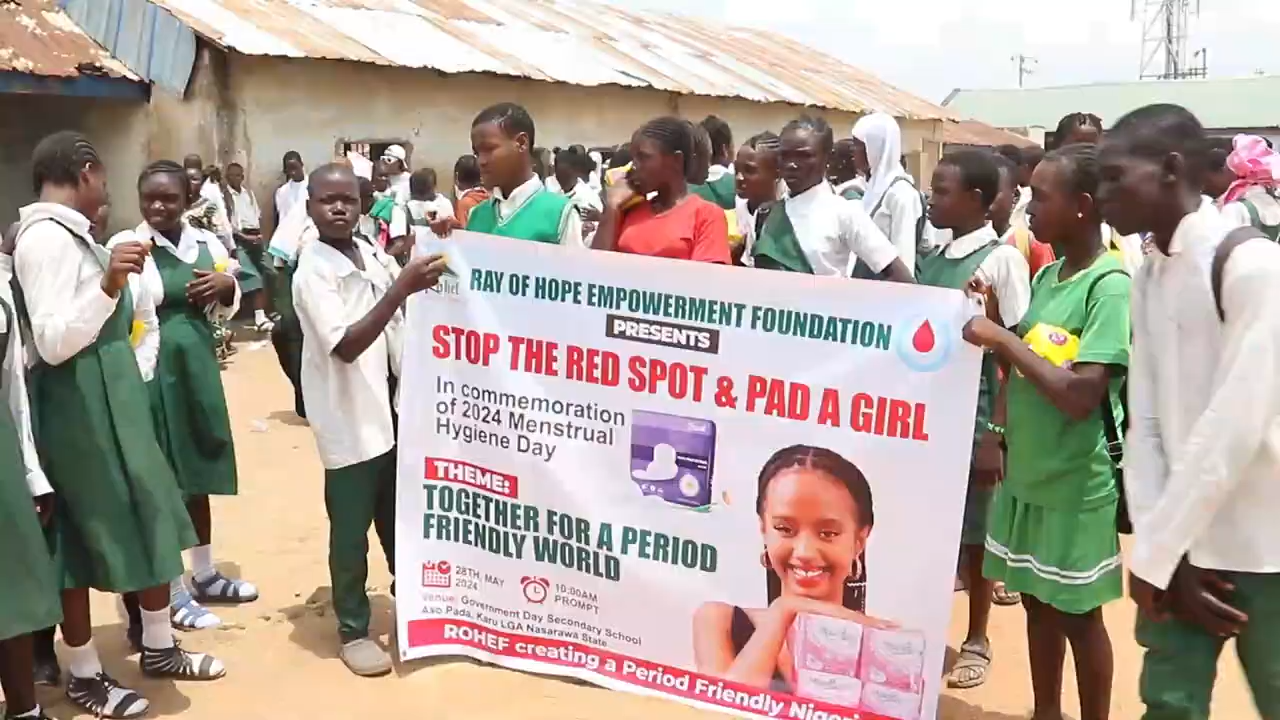 RAY OF HOPE EMPOWERMENT FOUNDATION
PRESENTS
STOP THE RED SPOT & PAD A GIRL
In commemoration
of 2024 Menstrual
Hygiene Day
THEME:
TOGETHER FOR A PERIOD
FRIENDLY WORLD
28TH, MAY
2024
10:00AM
PROMPT
Venue: Government Day Secondary School
Aso Pada, Karu LGA Nasarawa State
ROHEF creating a Period Friendly